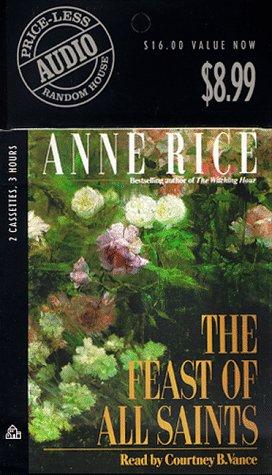 PRICE-LESS
AUDIO
RANDOM HOUSE
$16.00 VALUE NOW
$8.99
2 CASSETTES, 3 HOURS
ANNE RICE
Bestselling author of The Witching Hour
THE
FEAST OF
ALL SAINTS
Read by Courtney B. Vance